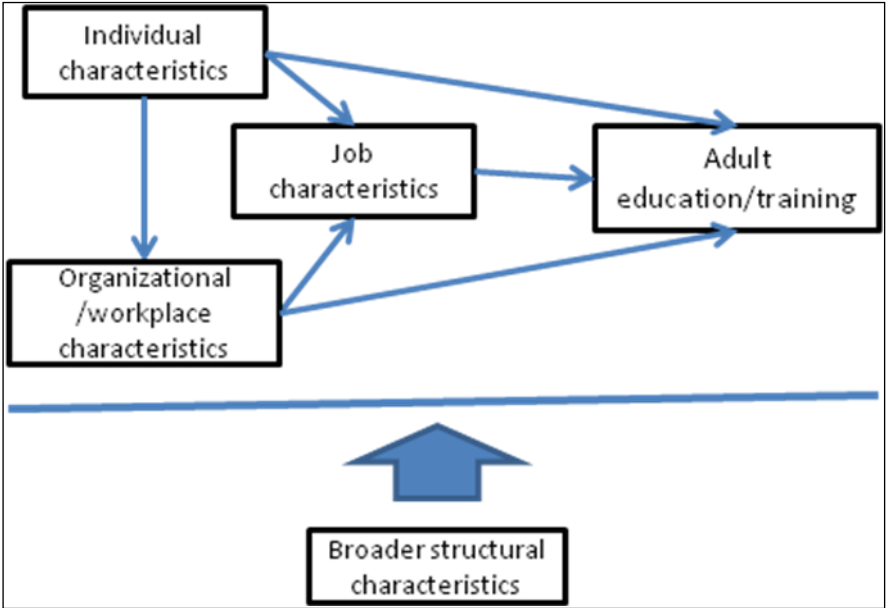 Individual
characteristics
Job
characteristics
Adult
education/training
Organizational
/workplace
characteristics
Broader structural
characteristics